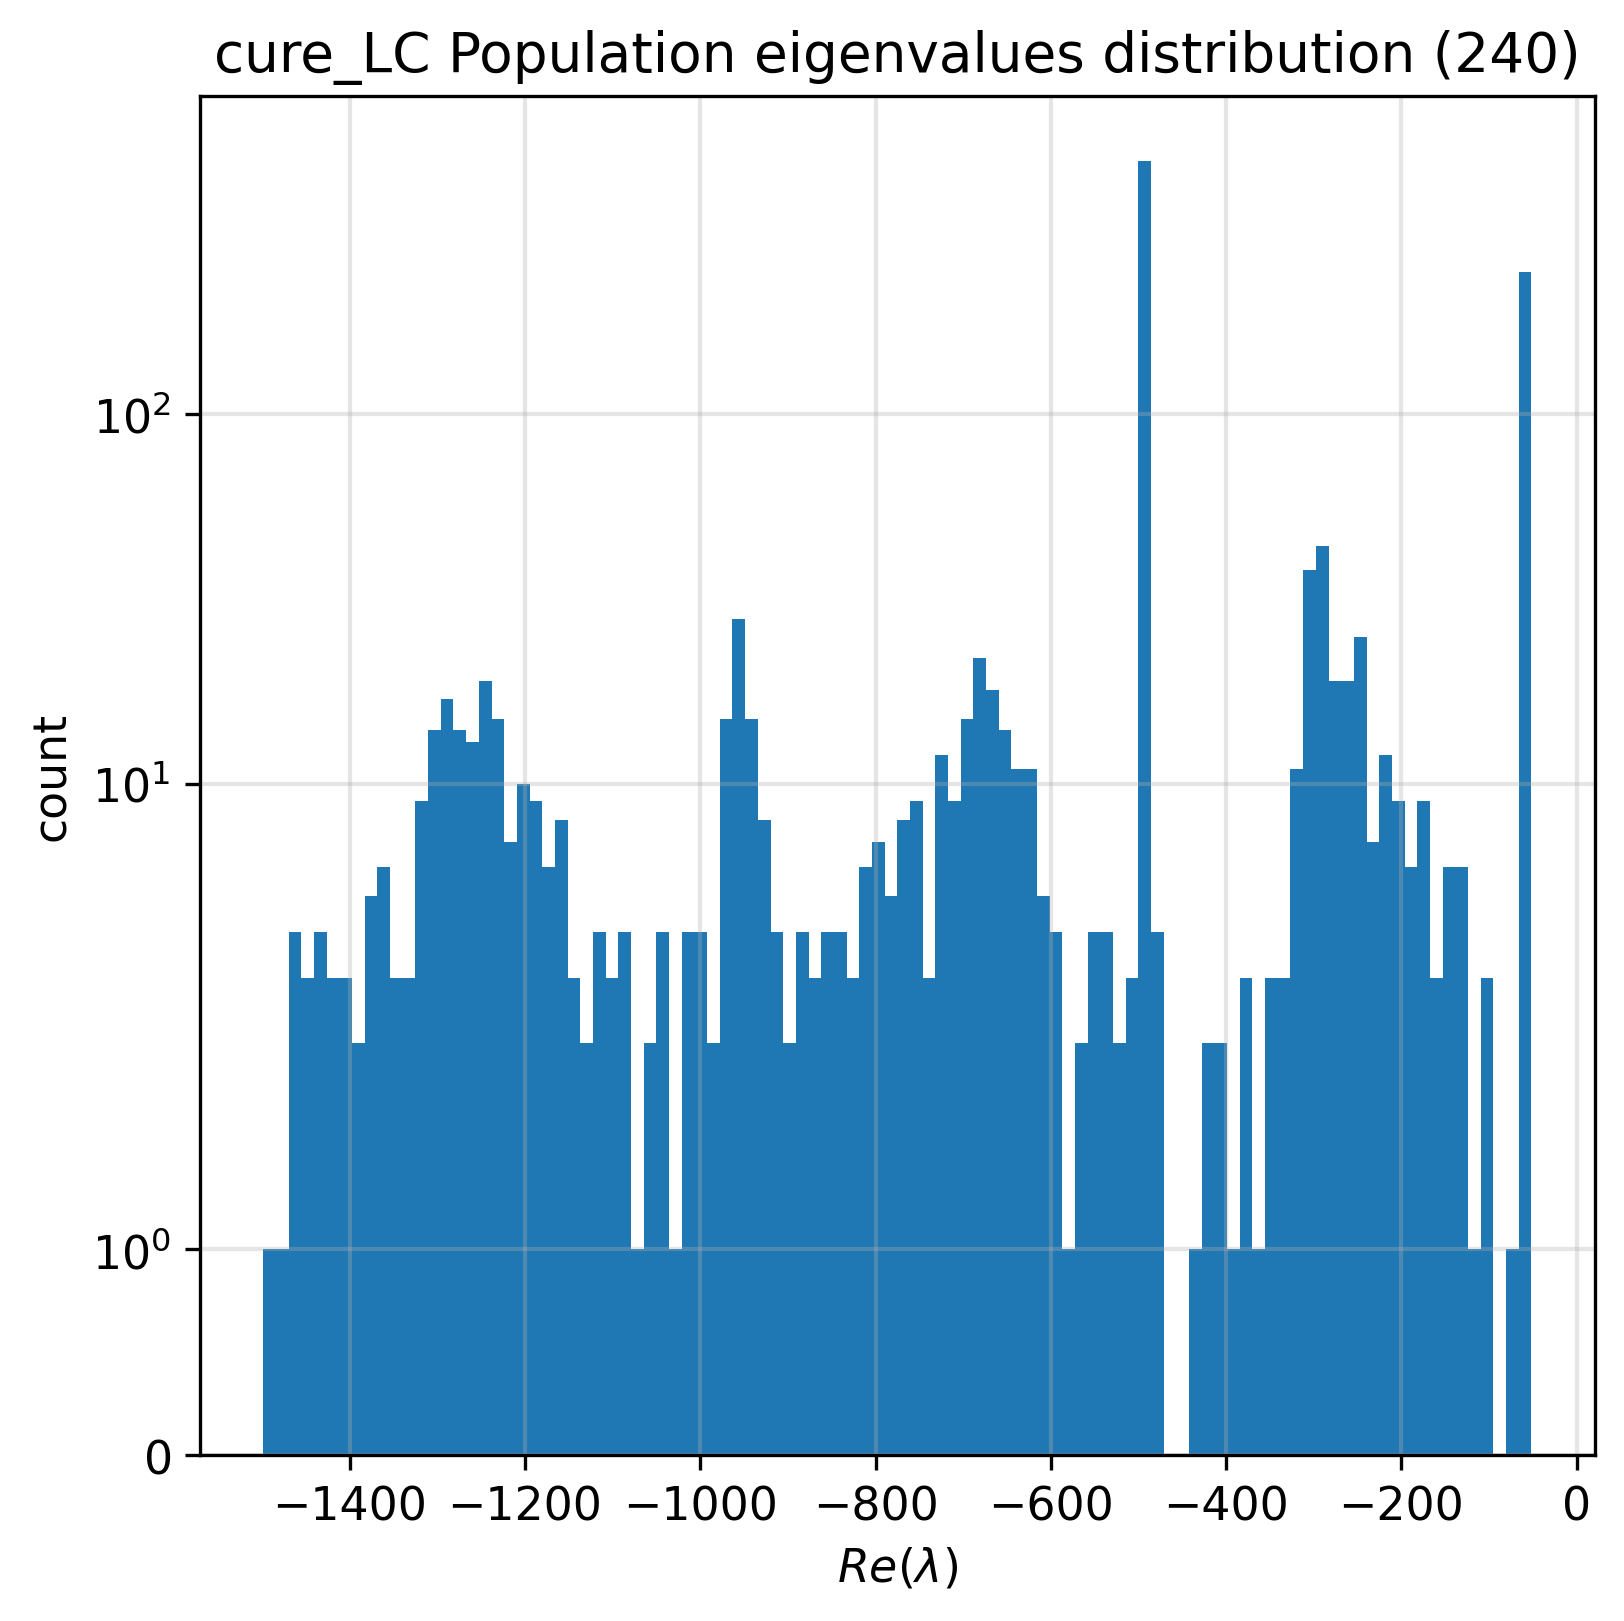 cure_LC Population eigenvalues distribution (240)
count
10²
10¹
10⁰
0
−1400 −1200 −1000 −800 −600 −400 −200 0
Re(λ)